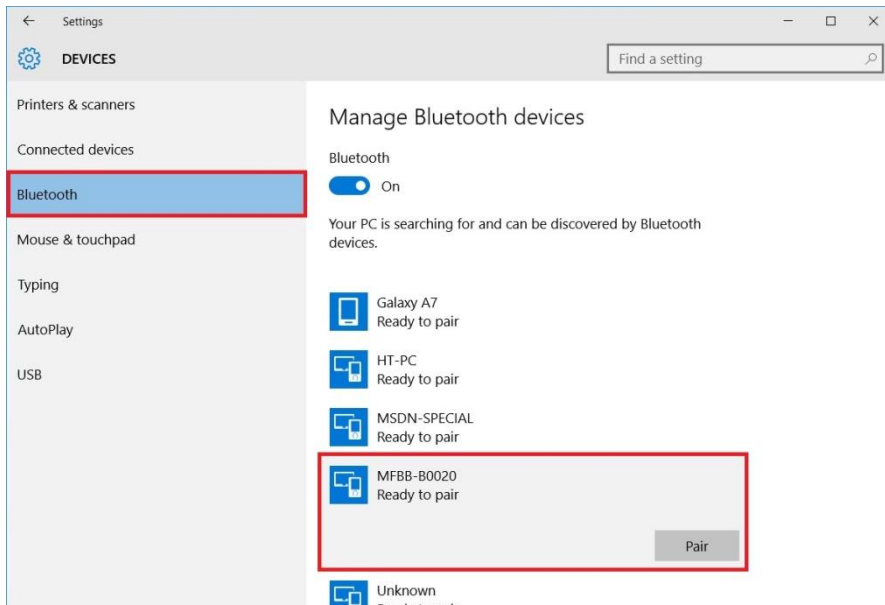 Settings
DEVICES
Find a setting
Printers & scanners
Connected devices
Bluetooth
Mouse & touchpad
Typing
AutoPlay
USB
Manage Bluetooth devices
Bluetooth
On
Your PC is searching for and can be discovered by Bluetooth
devices.
Galaxy A7
Ready to pair
HT-PC
Ready to pair
MSDN-SPECIAL
Ready to pair
MFBB-B0020
Ready to pair
Pair
Unknown